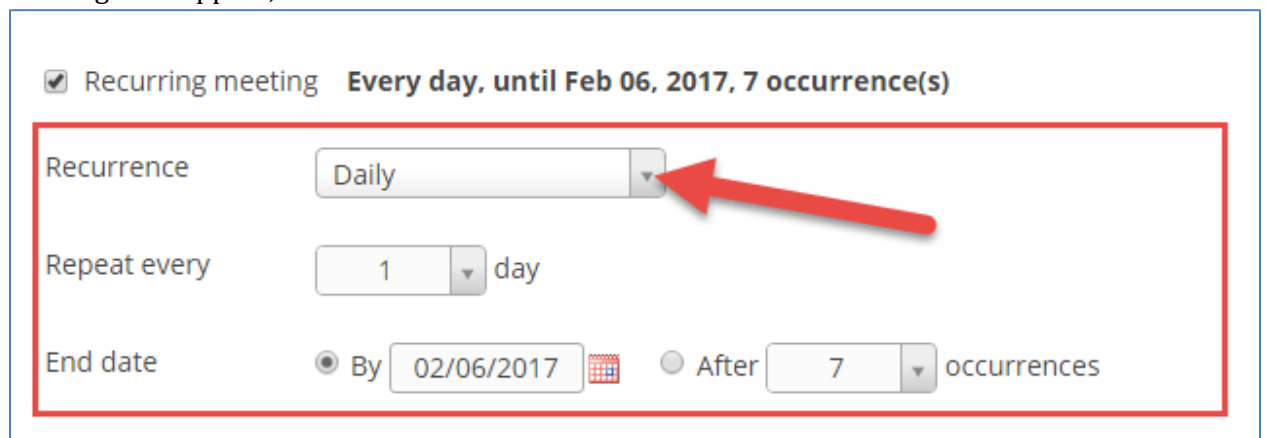 Recurring meeting Every day, until Feb 06, 2017, 7 occurrence(s)
Recurrence Daily
Repeat every 1 day
End date By 02/06/2017 After 7 occurrences